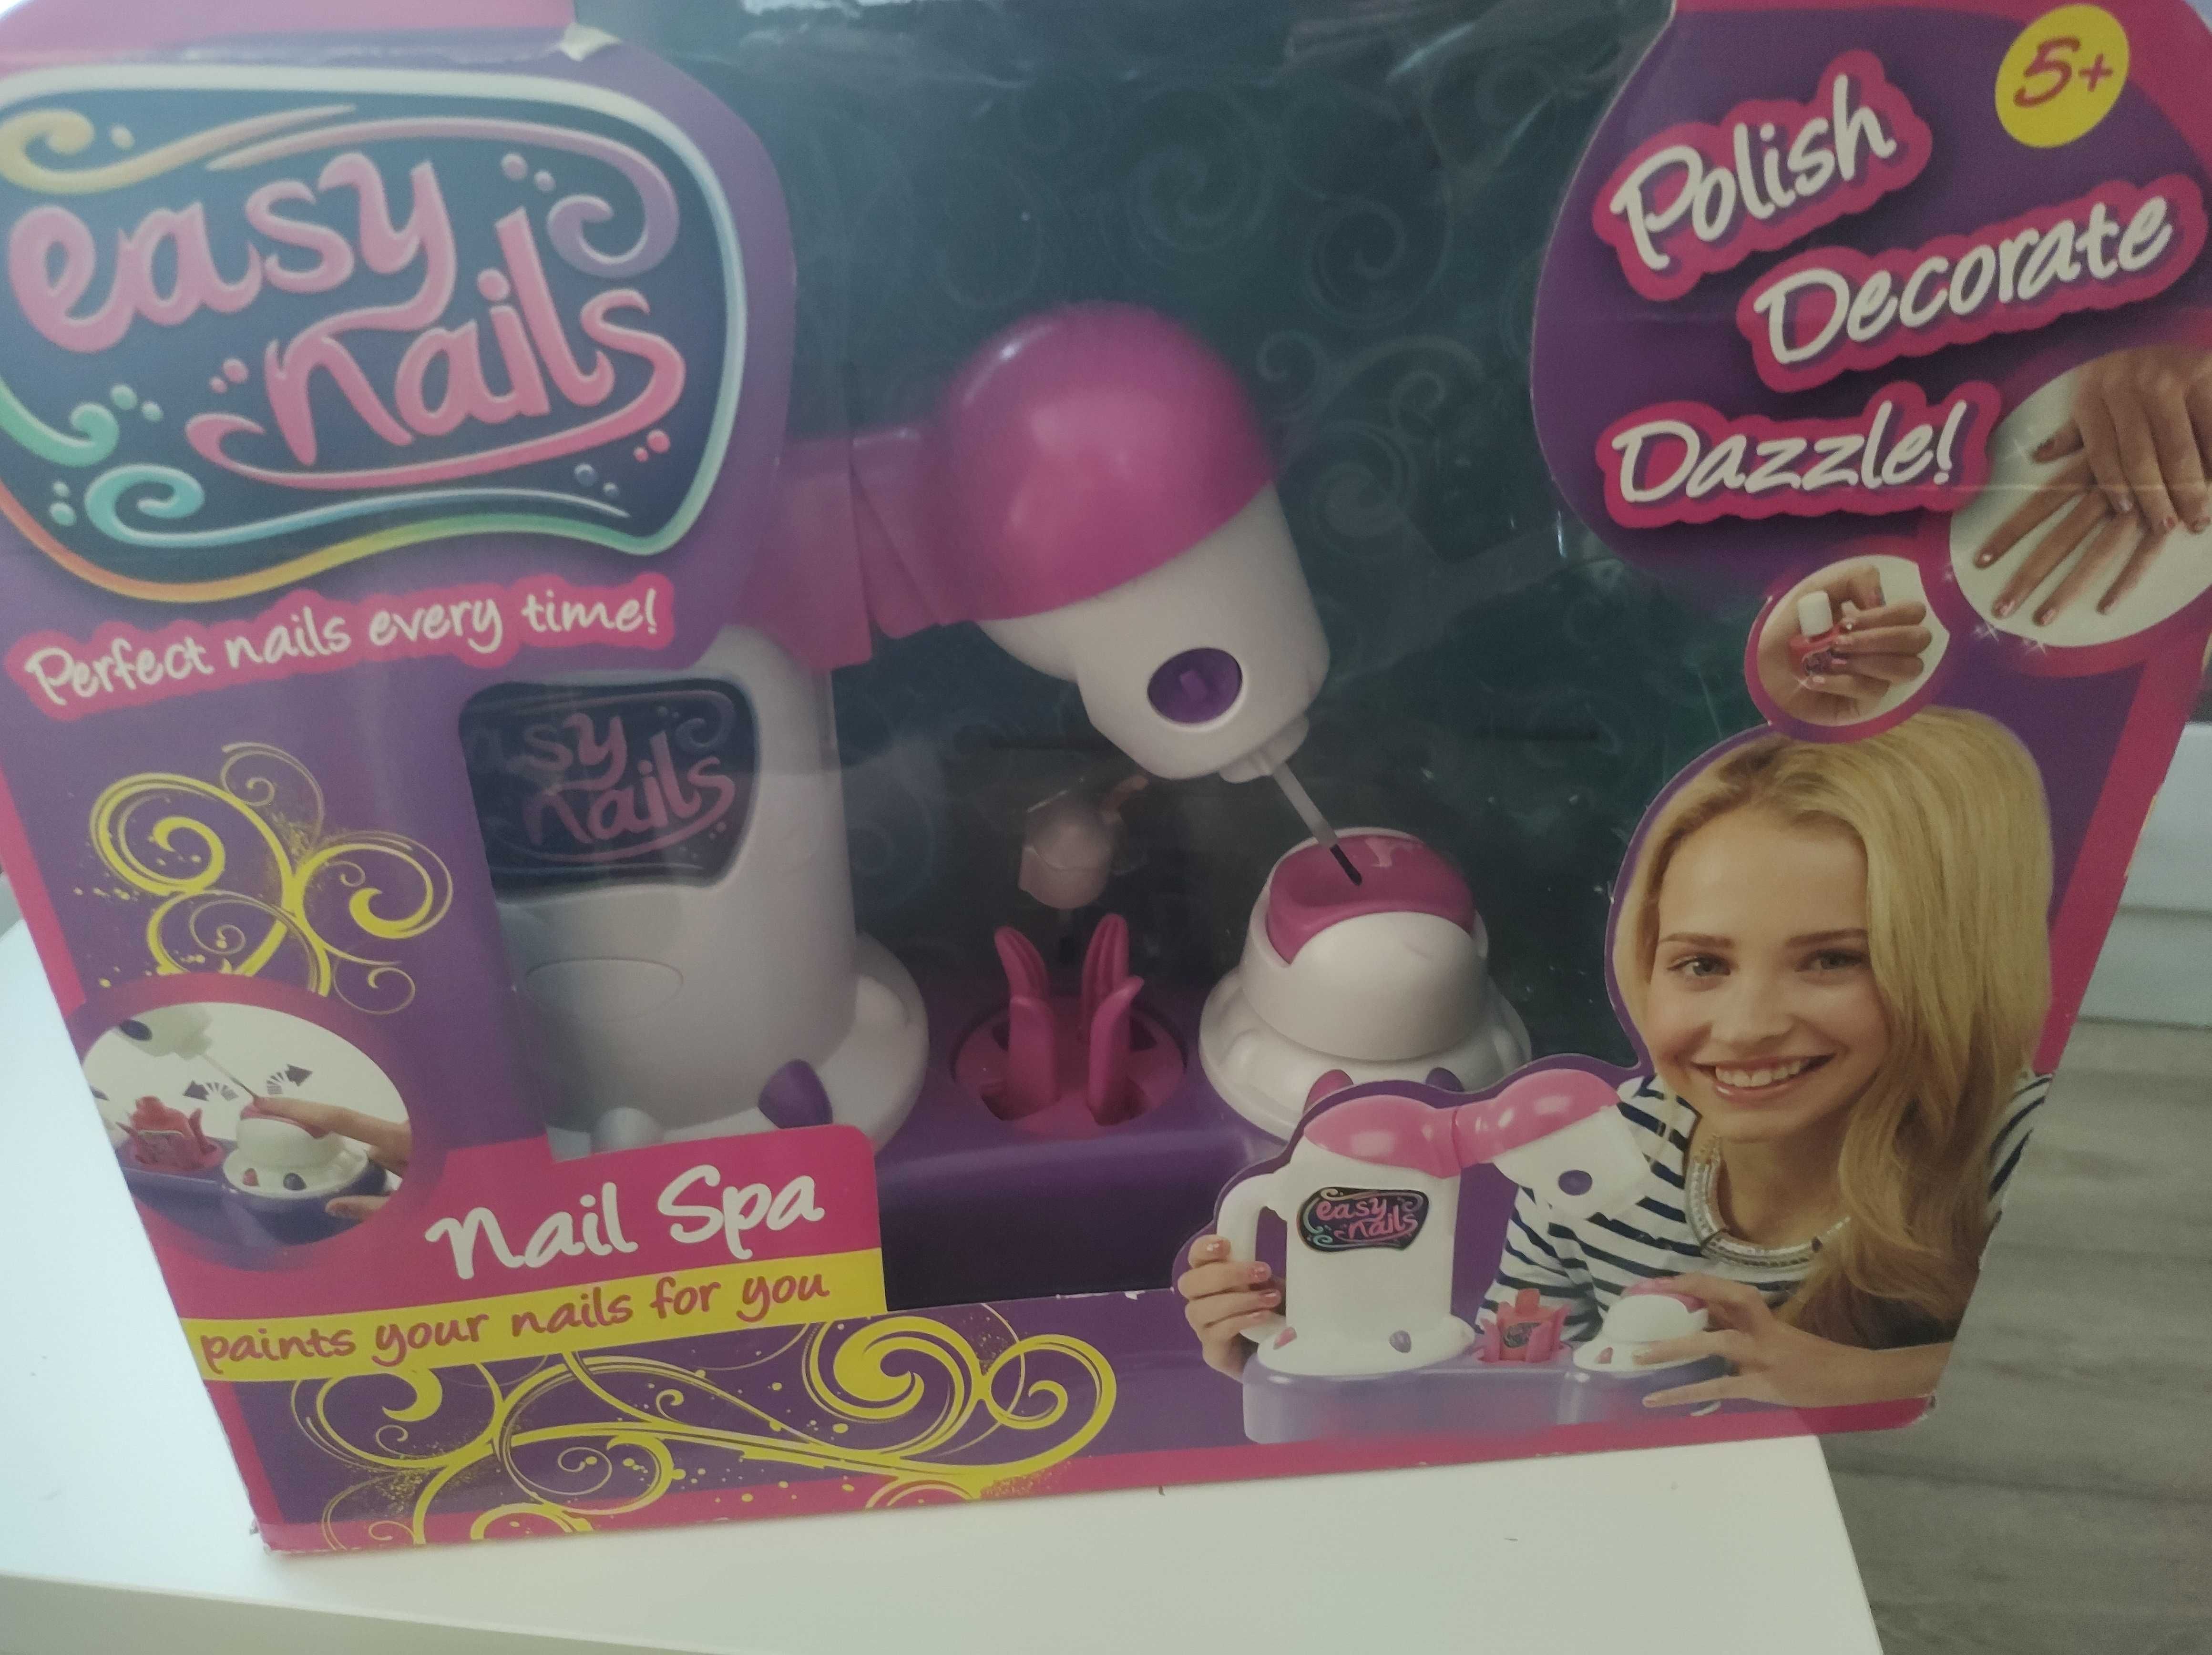 easy
nails
Perfect nails every time!
5+
Polish
Decorate
Dazzle!
asy
nails
Nail Spa
paints your nails for you
easy
nails